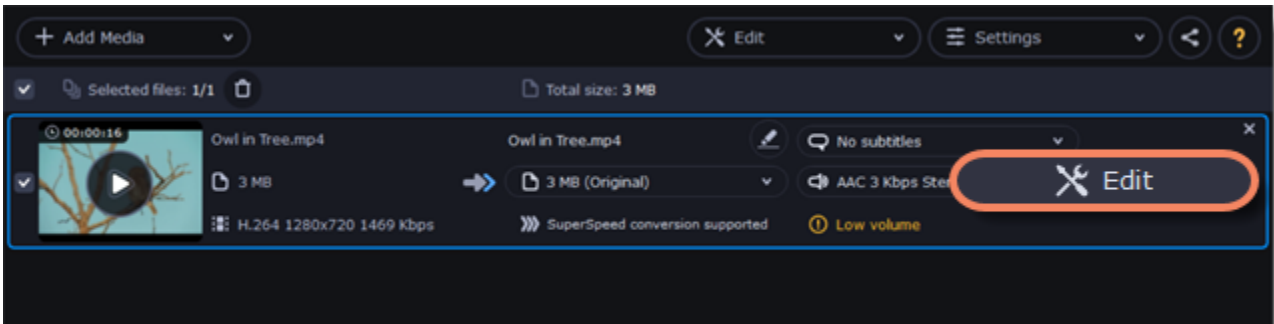 Add Media
Edit
Settings
?
Selected files: 1/1
Total size: 3 MB
00:00:16
Owl in Tree.mp4
Owl in Tree.mp4
No subtitles
3 MB
3 MB (Original)
AAC 3 Kbps Ster
Edit
H.264 1280x720 1469 Kbps
SuperSpeed conversion supported
Low volume